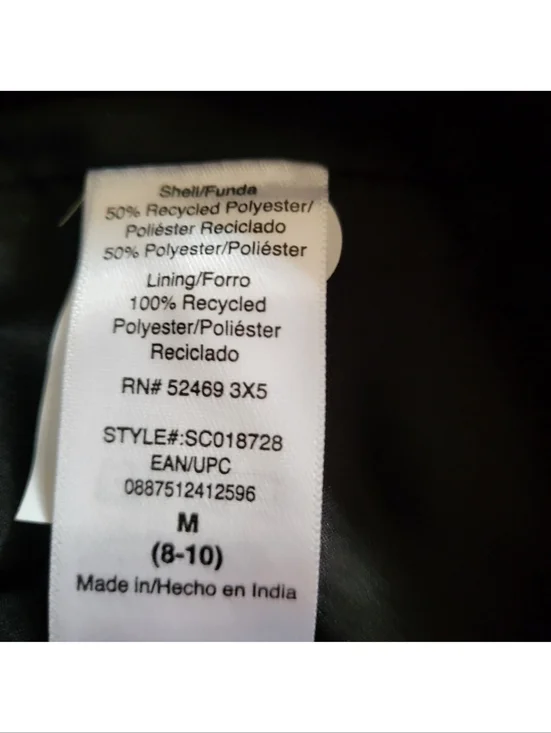 Shell/Funda
50% Recycled Polyester/
Poliéster Reciclado
50% Polyester/Poliéster
Lining/Forro
100% Recycled
Polyester/Poliéster
Reciclado
RN# 52469 3X5
STYLE#:SC018728
EAN/UPC
0887512412596
M
(8-10)
Made in/Hecho en India